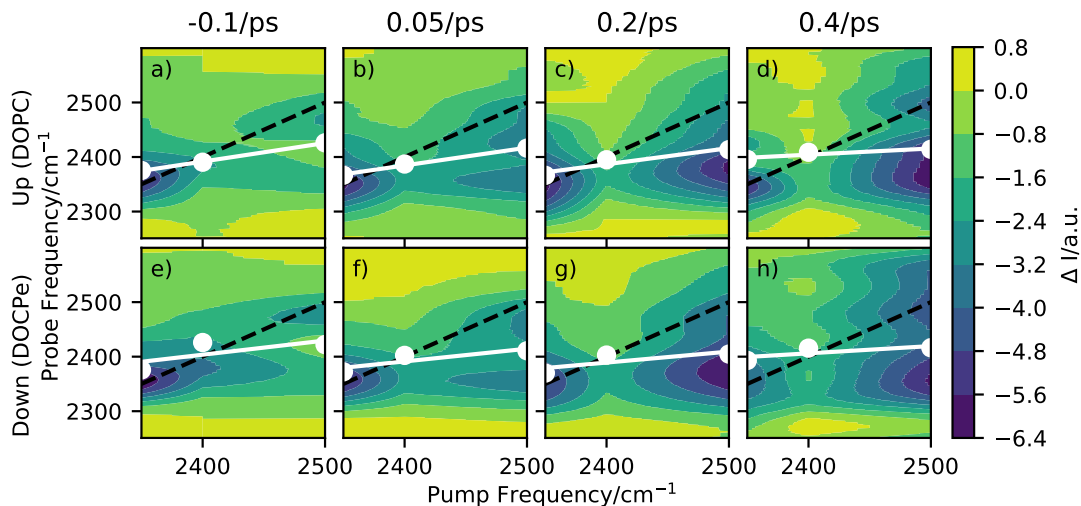 -0.1/ps 0.05/ps 0.2/ps 0.4/ps
Up (DOPC)
Down (DOCPe)
Probe Frequency/cm⁻¹
a) b) c) d)
2500
2400
2300
e) f) g) h)
2500
2400
2300
2400 2500 2400 2500 2400 2500 2400 2500
Pump Frequency/cm⁻¹
0.8
0.0
−0.8
−1.6
−2.4
−3.2
−4.0
−4.8
−5.6
−6.4
Δ I/a.u.